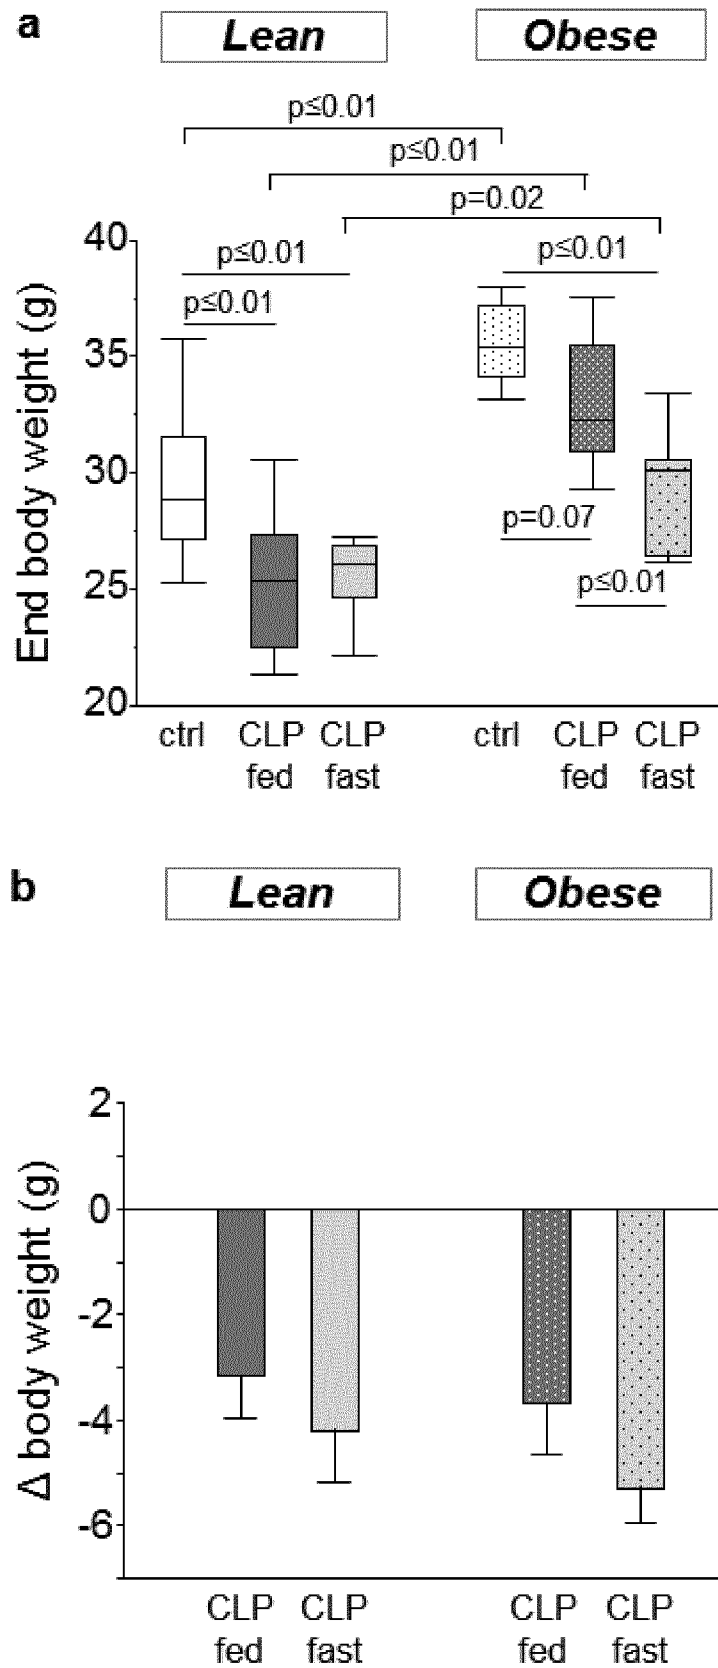 a
Lean Obese
p≤0.01
p≤0.01
p=0.02
p≤0.01 p≤0.01
p≤0.01
p=0.07
p≤0.01
End body weight (g)
40
35
30
25
20
ctrl CLP CLP ctrl CLP CLP
fed fast fed fast
b
Lean Obese
Δ body weight (g)
2
0
-2
-4
-6
CLP CLP CLP CLP
fed fast fed fast